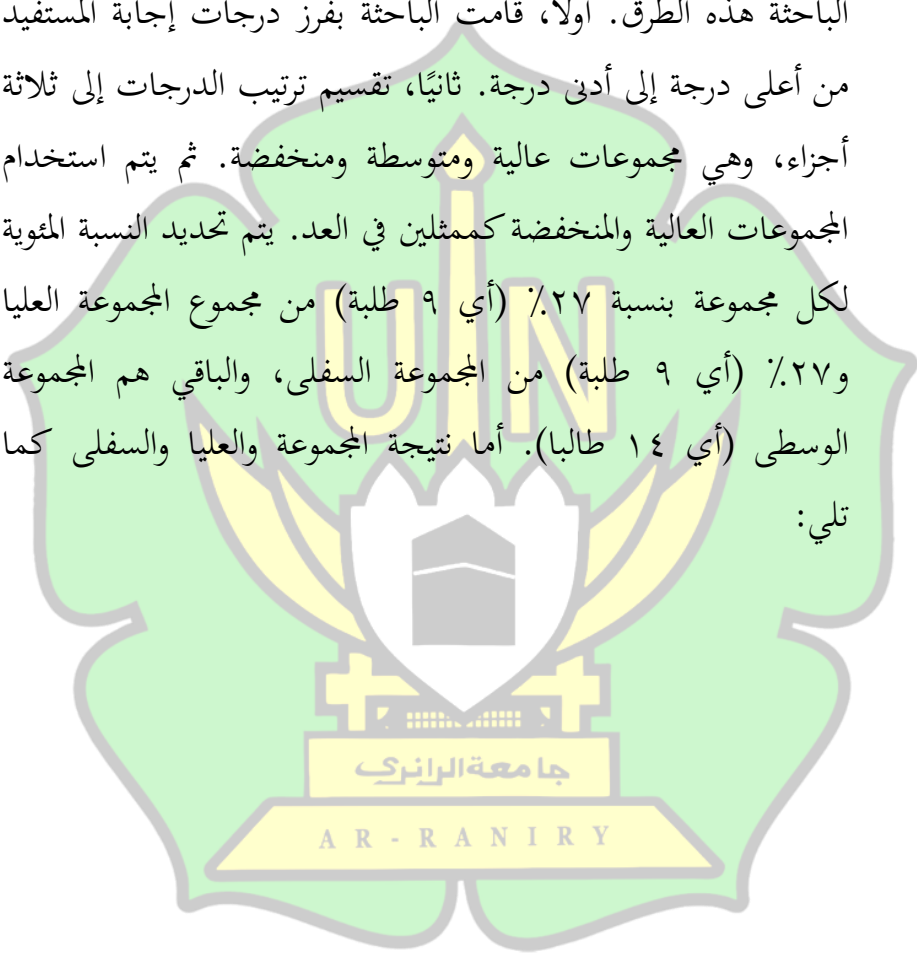 الباحثة هذه الطرق. أولا، قامت الباحثة بفرز درجات إجابة المستفيد
من أعلى درجة إلى أدنى درجة. ثانيًا، تقسيم ترتيب الدرجات إلى ثلاثة
أجزاء، وهي مجموعات عالية ومتوسطة ومنخفضة. ثم يتم استخدام
المجموعات العالية والمنخفضة كممثلين في العد. يتم تحديد النسبة المئوية
لكل مجموعة بنسبة ٢٧٪ (أي ٩ طلبة) من مجموع المجموعة العليا
و٢٧٪ (أي ٩ طلبة) من المجموعة السفلى، والباقي هم المجموعة
الوسطى (أي ١٤ طالبا). أما نتيجة المجموعة والعليا والسفلى كما
تلي:
UIN
جامعة الرانري
AR-RANIRY